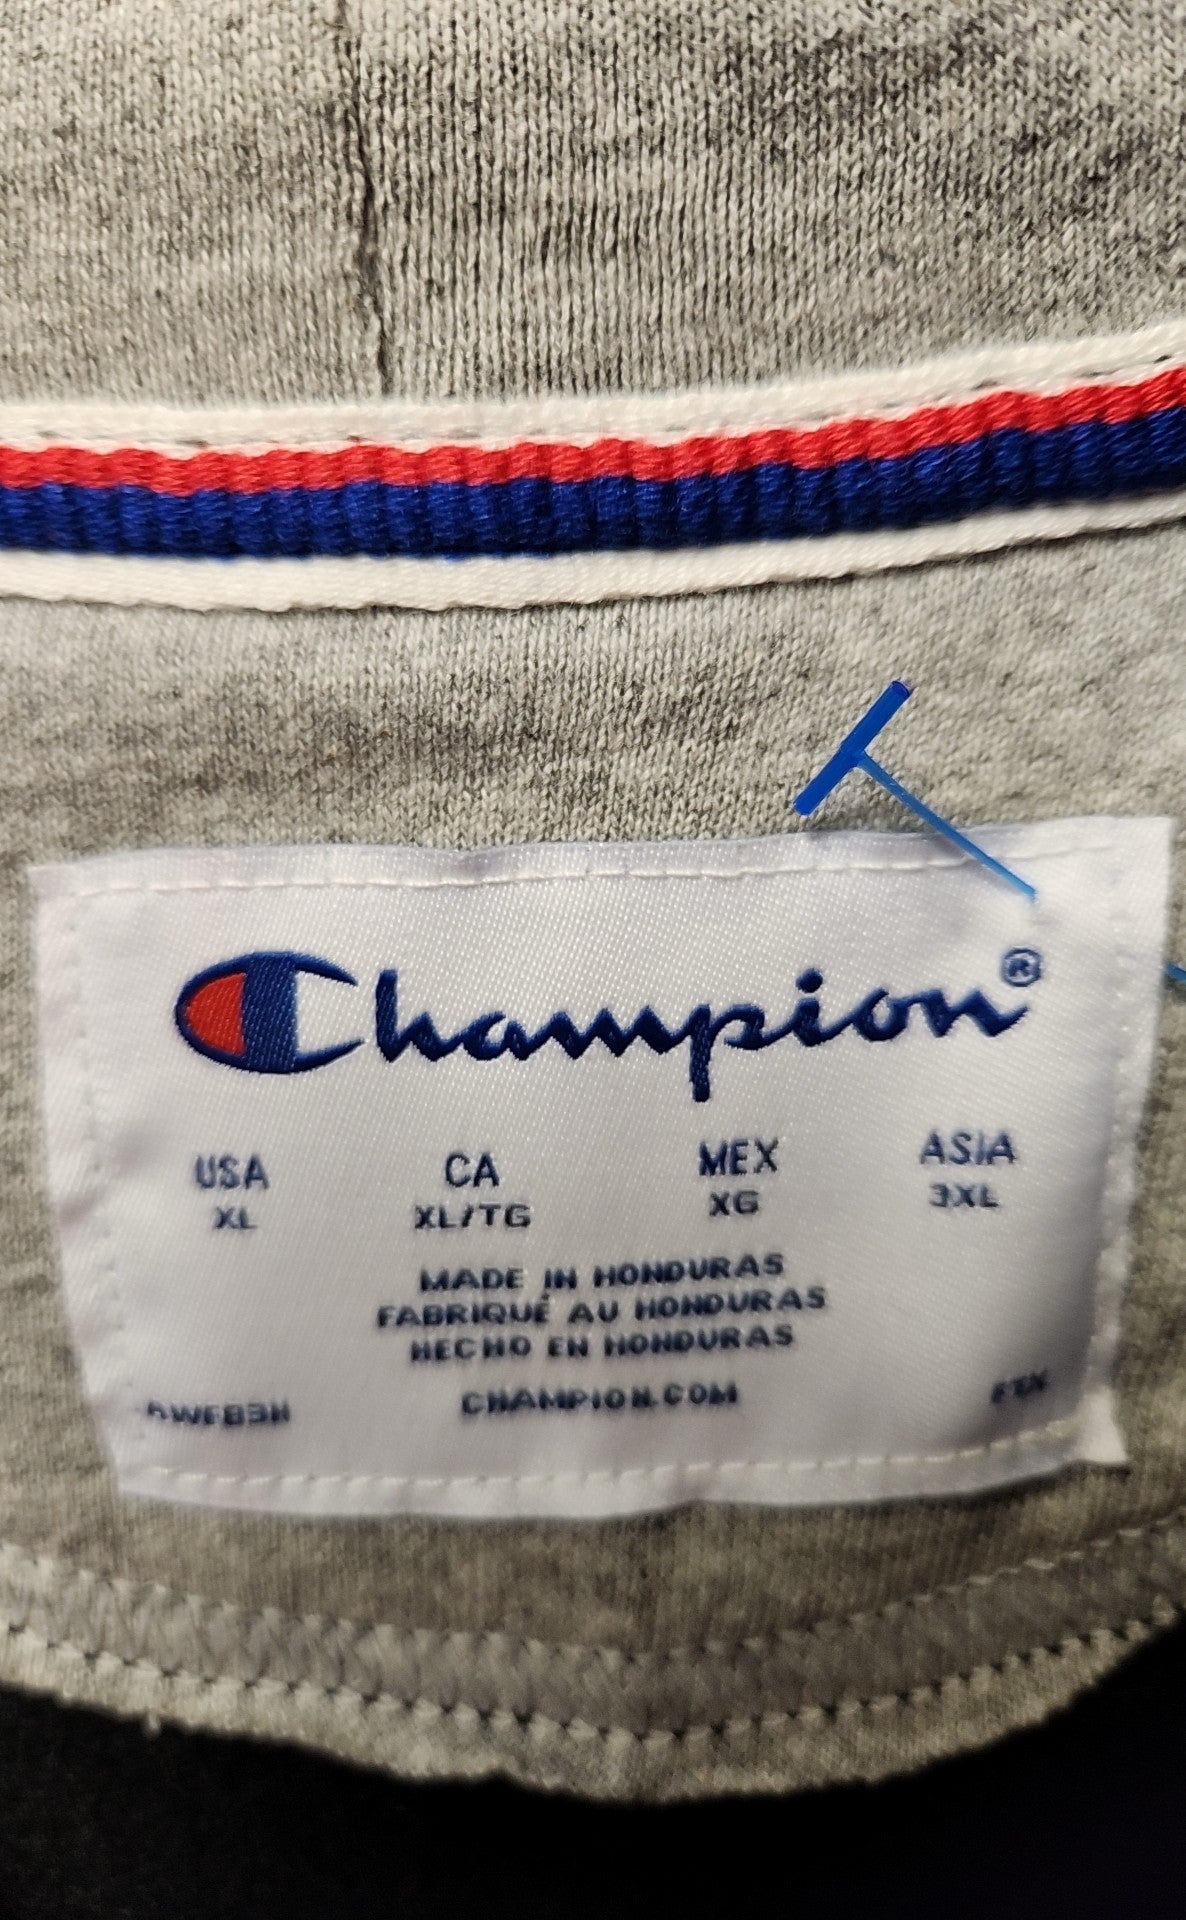 Champion®
USA CA MEX ASIA
XL XL/TG XG 3XL
MADE IN HONDURAS
FABRIQUÉ AU HONDURAS
HECHO EN HONDURAS
CHAMPION.COM